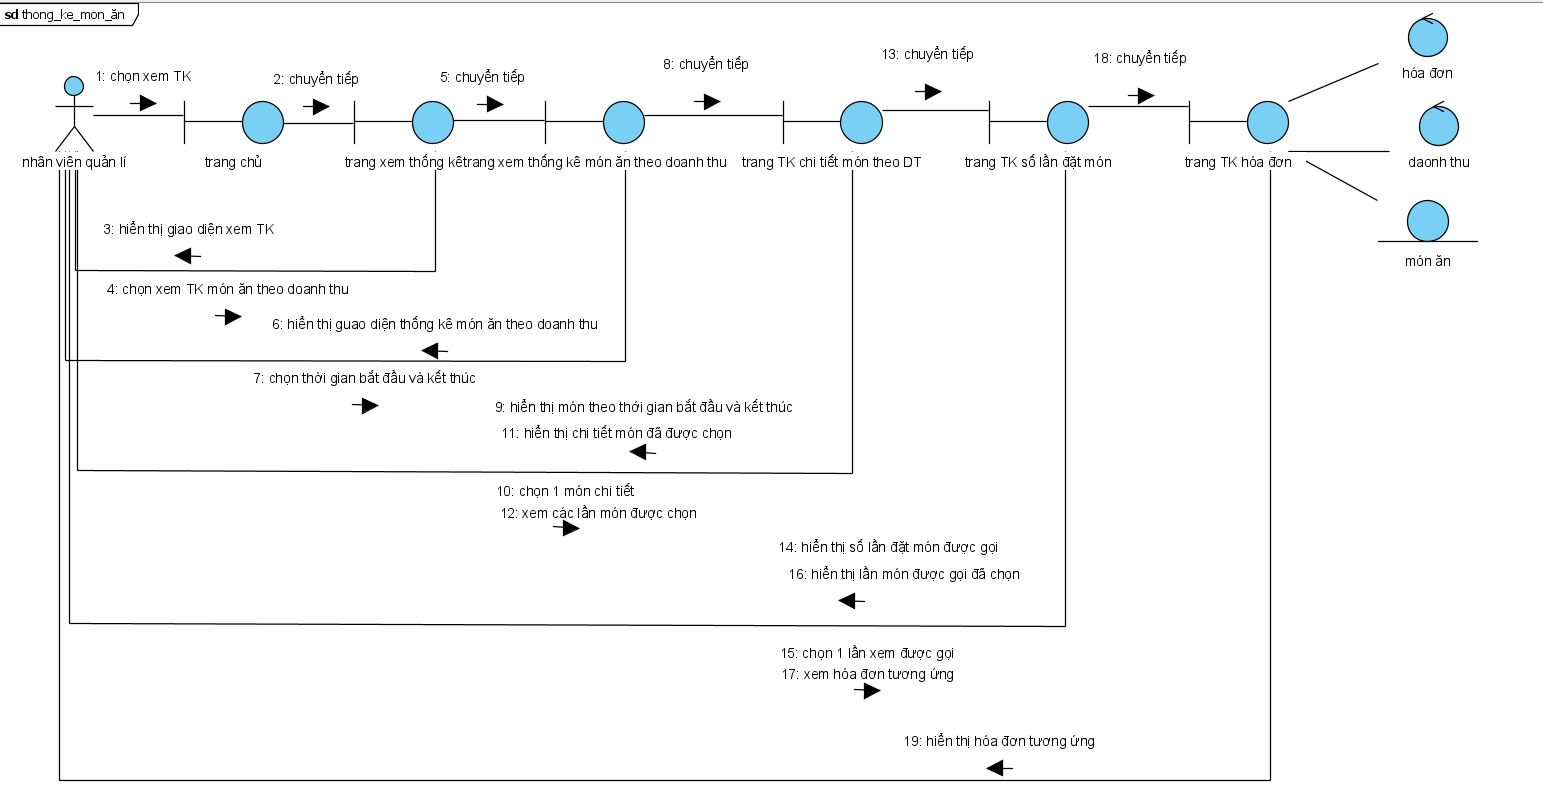 sd thong_ke_mon_ăn
1: chọn xem TK
2: chuyển tiếp
5: chuyển tiếp
8: chuyển tiếp
13: chuyển tiếp
18: chuyển tiếp
hóa đơn
nhân viên quản lí
trang chủ
trang xem thống kê
trang xem thống kê món ăn theo doanh thu
trang TK chi tiết món theo DT
trang TK số lần đặt món
trang TK hóa đơn
daonh thu
món ăn
3: hiển thị giao diện xem TK
4: chọn xem TK món ăn theo doanh thu
6: hiển thị guao diện thống kê món ăn theo doanh thu
7: chọn thời gian bắt đầu và kết thúc
9: hiển thị món theo thới gian bắt đầu và kết thúc
11: hiển thị chi tiết món đã được chọn
10: chọn 1 món chi tiết
12: xem các lần món được chọn
14: hiển thị số lần đặt món được gọi
16: hiển thị lần món được gọi đã chọn
15: chọn 1 lần xem được gọi
17: xem hóa đơn tương ứng
19: hiển thị hóa đơn tương ứng